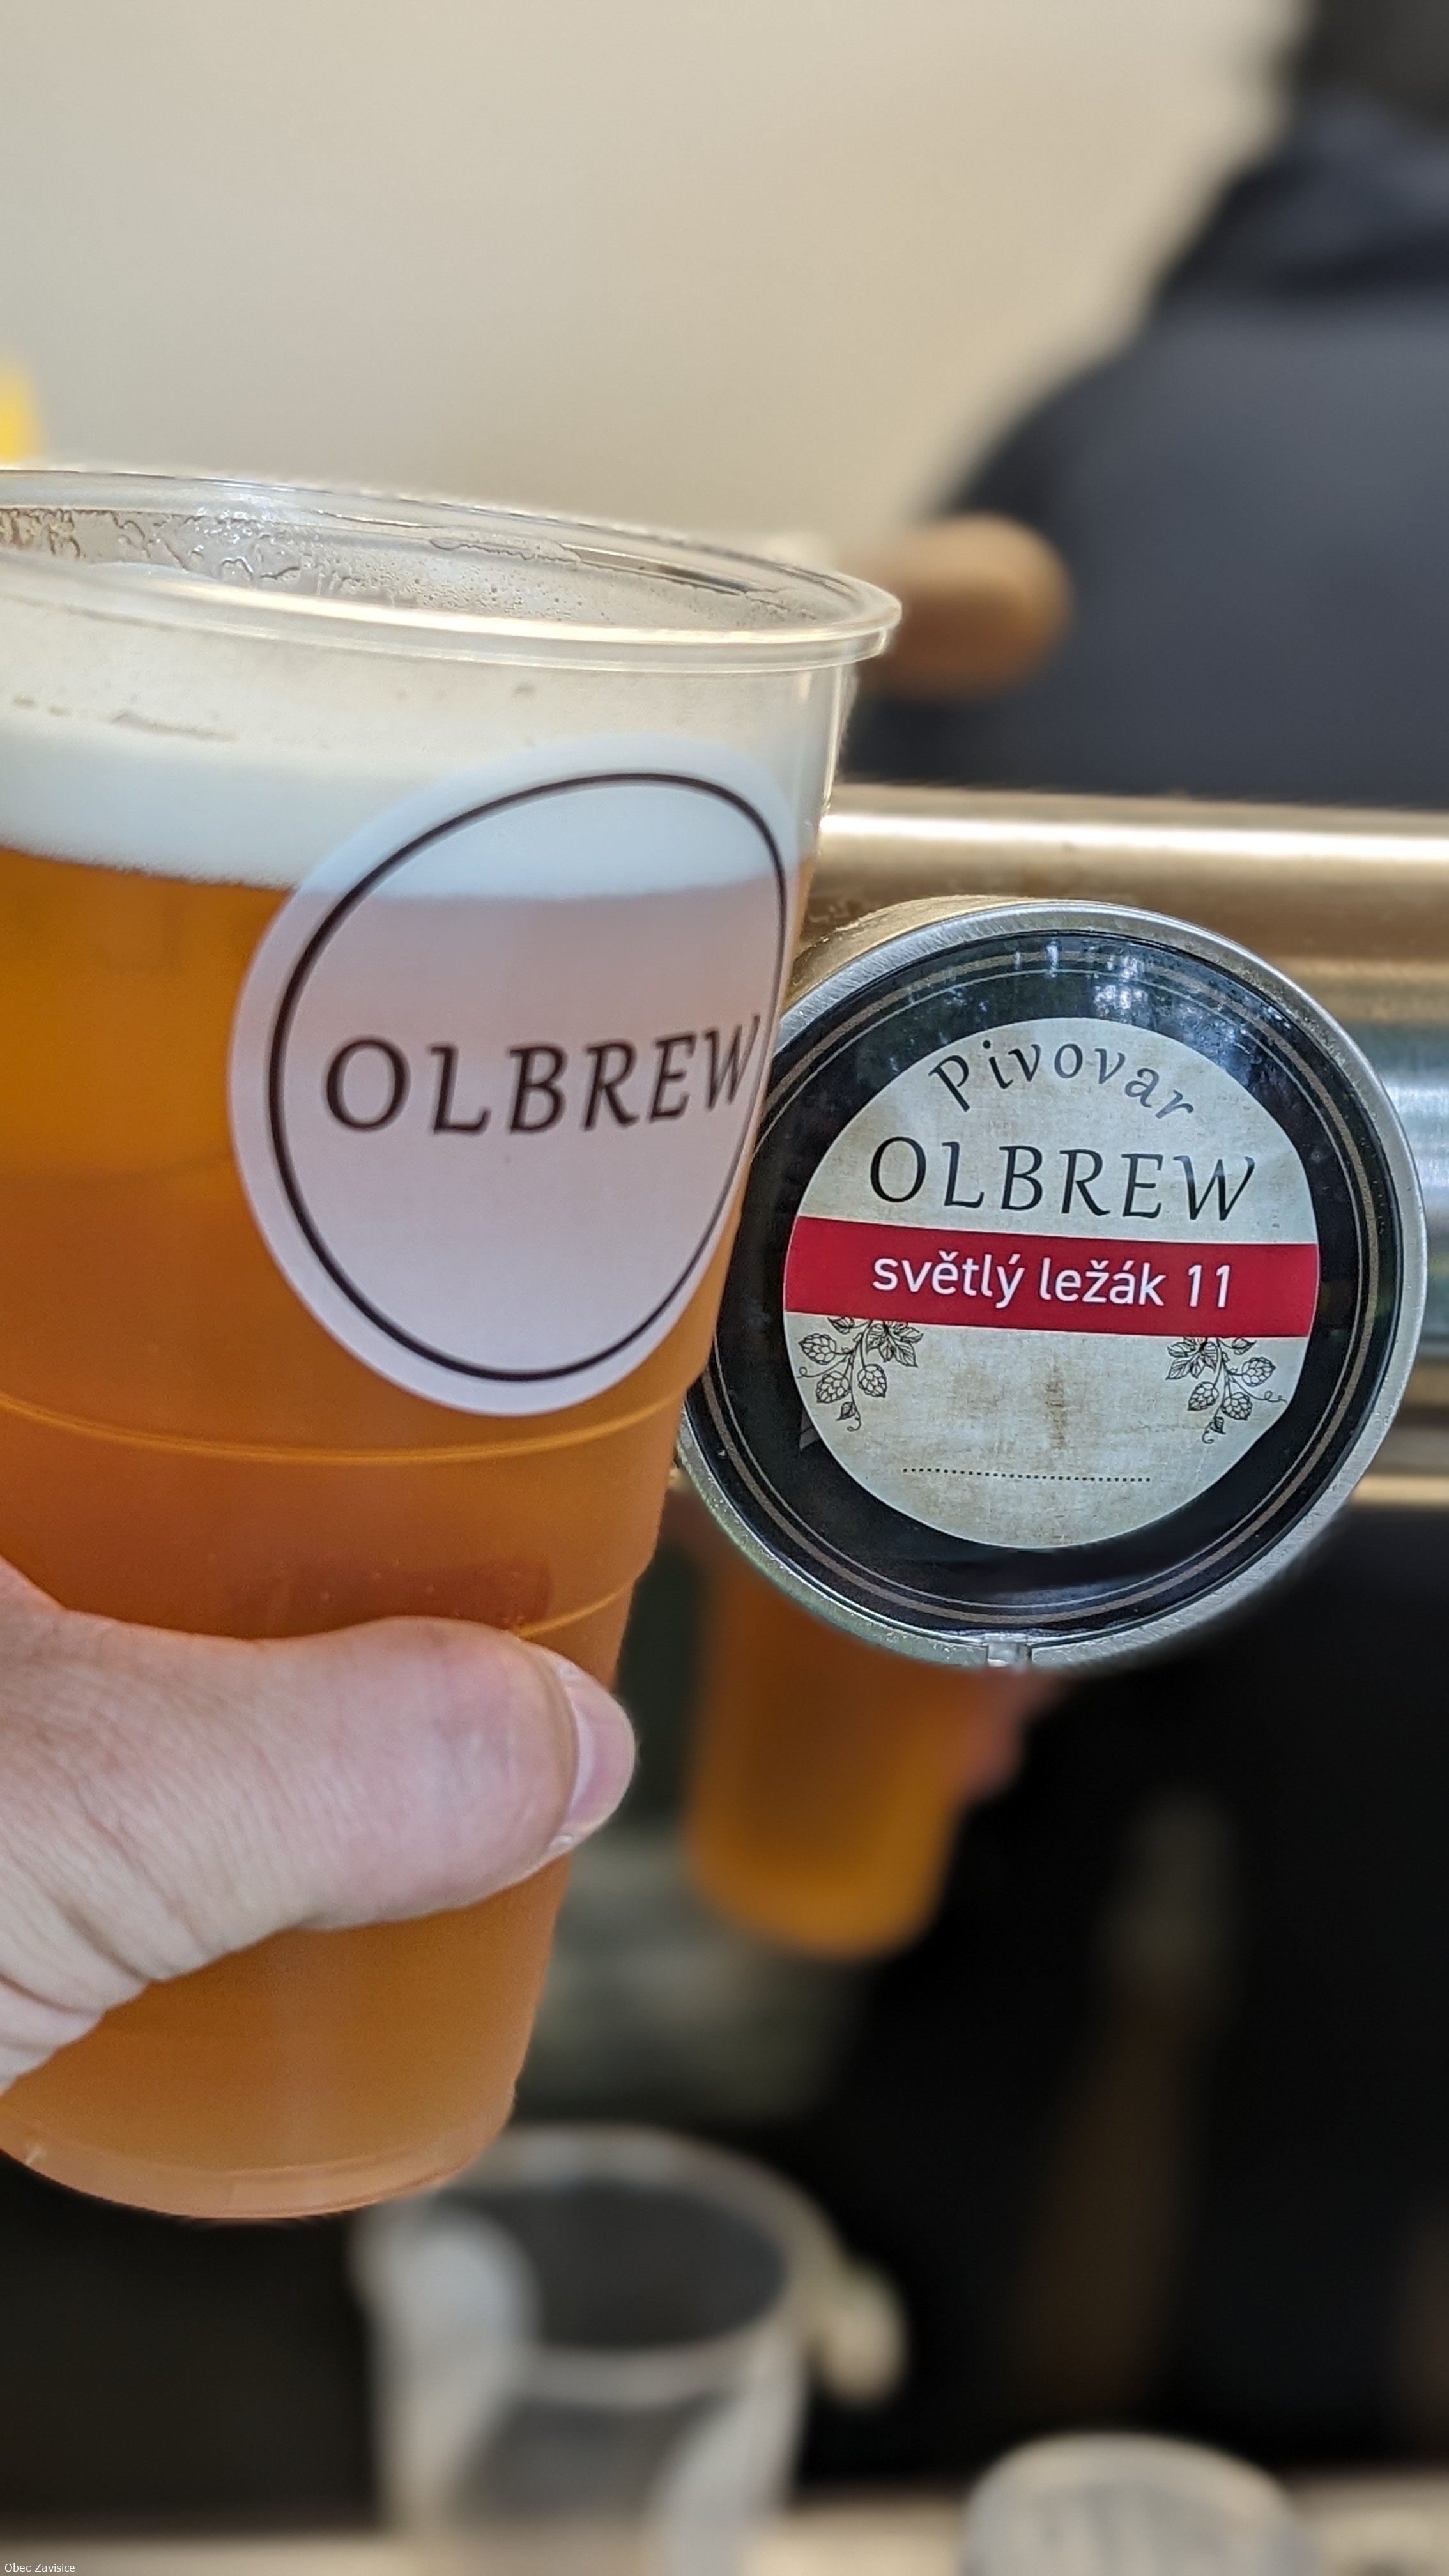 OLBREW
Pivovar
OLBREW
světlý ležák 11
Obec Zavisice